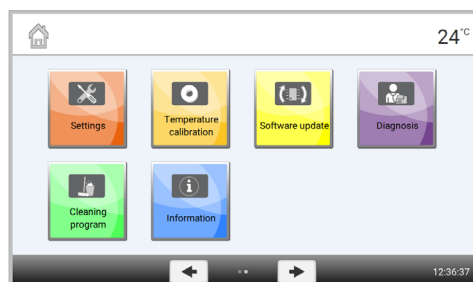 24°C
Settings
Temperature
calibration
Software update
Diagnosis
Cleaning
program
Information
12:36:37